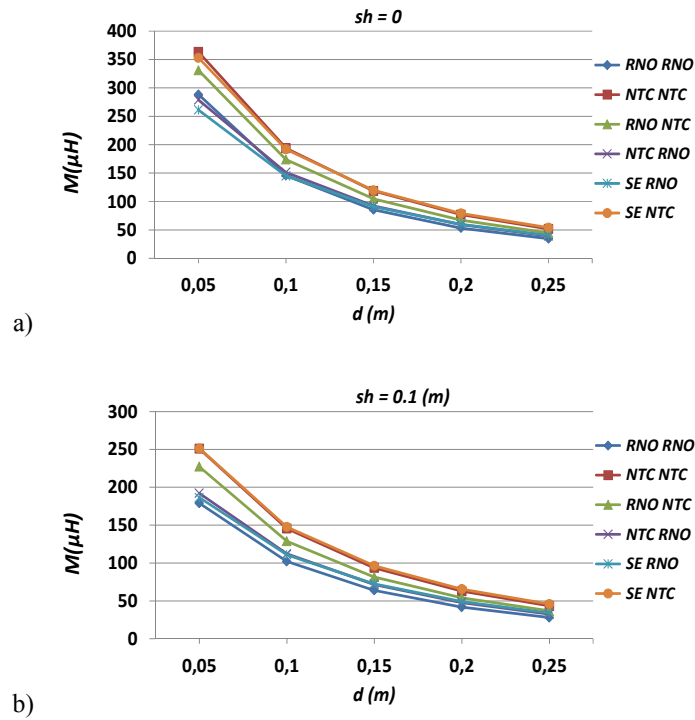 sh = 0
400
350
300
250
200
150
100
50
0
M(µH)
0,05 0,1 0,15 0,2 0,25
d (m)
RNO RNO
NTC NTC
RNO NTC
NTC RNO
SE RNO
SE NTC
a)
sh = 0.1 (m)
300
250
200
150
100
50
0
M(µH)
0,05 0,1 0,15 0,2 0,25
d (m)
RNO RNO
NTC NTC
RNO NTC
NTC RNO
SE RNO
SE NTC
b)